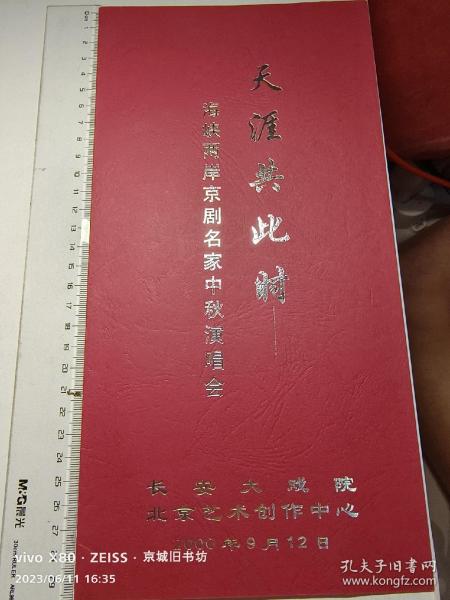 天涯共此时——
海峡两岸京剧名家中秋演唱会
长安大戏院
北京艺术创作中心
2000年9月12日
M&G晨光
vivo X80 · ZEISS · 京城旧书坊
2023/06/11 16:35
孔夫子旧书网